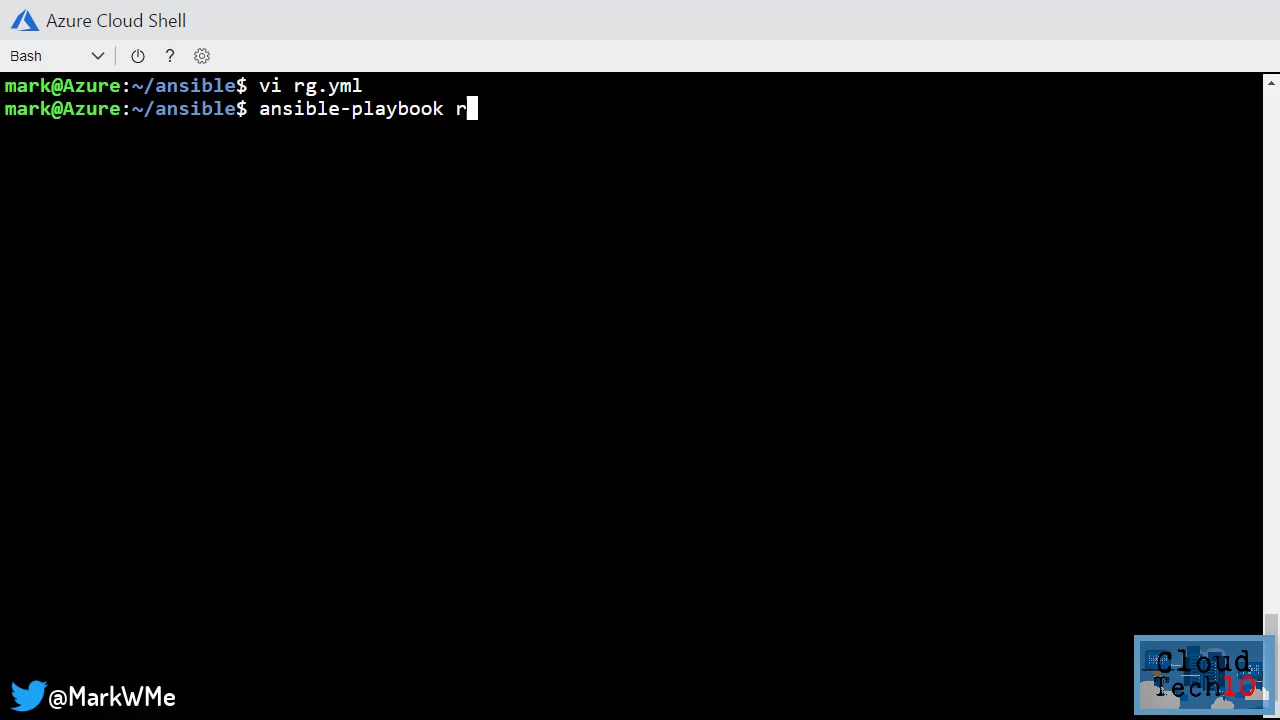 Azure Cloud Shell
Bash
?
mark@Azure:~/ansible$ vi rg.yml
mark@Azure:~/ansible$ ansible-playbook r
Cloud
Tech10
@MarkWMe